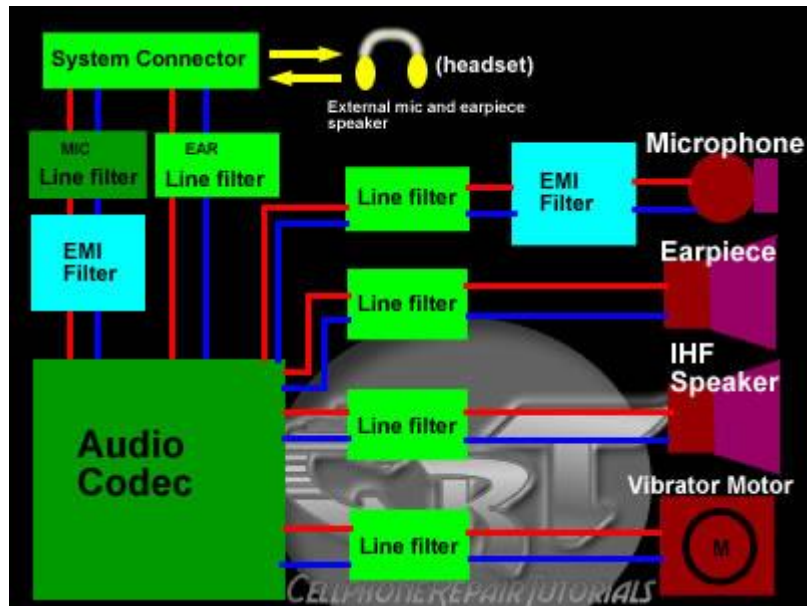 System Connector
(headset)
External mic and earpiece
speaker
MIC
Line filter
EAR
Line filter
EMI
Filter
Line filter
EMI
Filter
Microphone
Line filter
Earpiece
IHF
Speaker
Audio
Codec
Line filter
Vibrator Motor
Line filter
M
CRT
CELLPHONEREPAIRTUTORIALS